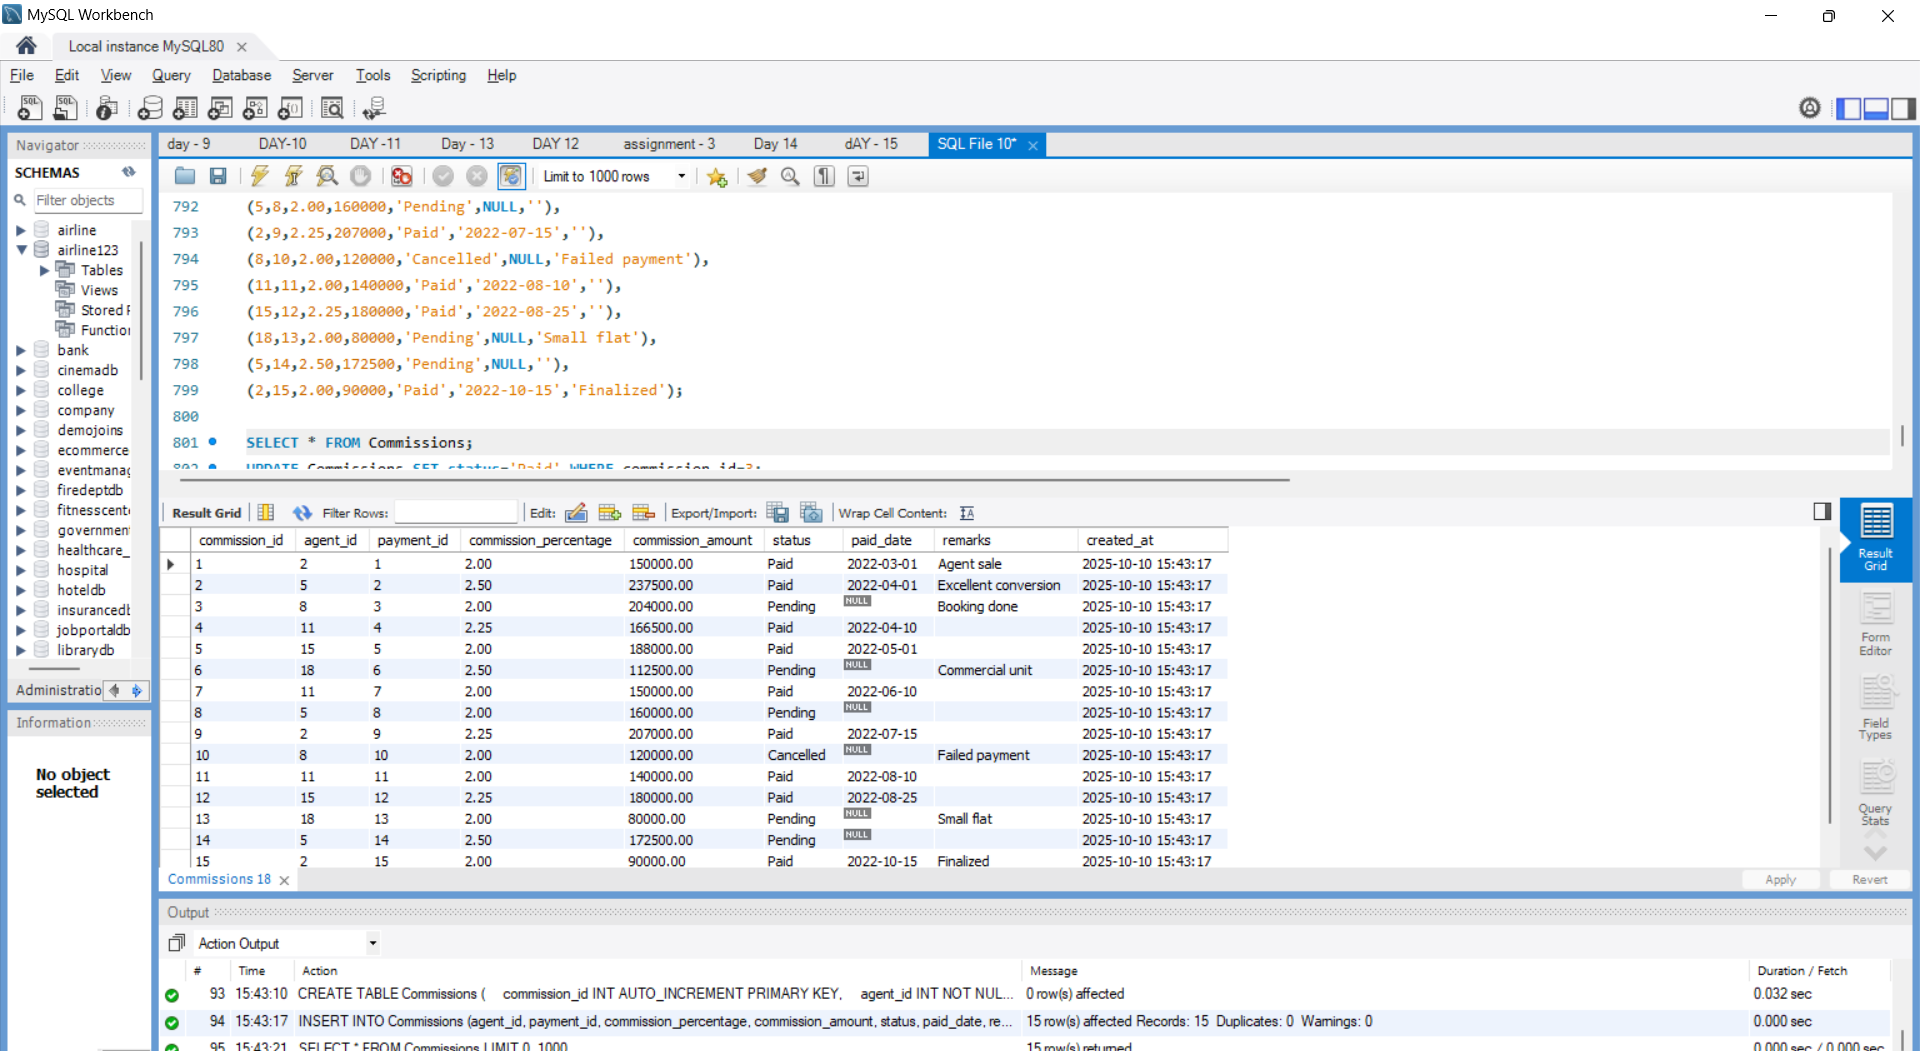 MySQL Workbench
Local instance MySQL80
File Edit View Query Database Server Tools Scripting Help
Navigator
SCHEMAS
Filter objects
airline
airline123
Tables
Views
Stored F
Function
bank
cinemadb
college
company
demojoins
ecommerce
eventmanag
firedeptdb
fitnesscent
government
healthcare_
hospital
hoteldb
insurancedb
jobportaldb
librarydb
Administratio
Information
No object
selected
day - 9 DAY-10 DAY -11 Day - 13 DAY 12 assignment - 3 Day 14 dAY - 15 SQL File 10*
Limit to 1000 rows
792 (5,8,2.00,160000,'Pending',NULL,''),
793 (2,9,2.25,207000,'Paid','2022-07-15',''),
794 (8,10,2.00,120000,'Cancelled',NULL,'Failed payment'),
795 (11,11,2.00,140000,'Paid','2022-08-10',''),
796 (15,12,2.25,180000,'Paid','2022-08-25',''),
797 (18,13,2.00,80000,'Pending',NULL,'Small flat'),
798 (5,14,2.50,172500,'Pending',NULL,''),
799 (2,15,2.00,90000,'Paid','2022-10-15','Finalized');
800
801 SELECT * FROM Commissions;
802 UPDATE Commissions SET status='Paid' WHERE commission_id=3;
Result Grid Filter Rows: Edit: Export/Import: Wrap Cell Content:
commission_id agent_id payment_id commission_percentage commission_amount status paid_date remarks created_at
1 2 1 2.00 150000.00 Paid 2022-03-01 Agent sale 2025-10-10 15:43:17
2 5 2 2.50 237500.00 Paid 2022-04-01 Excellent conversion 2025-10-10 15:43:17
3 8 3 2.00 204000.00 Pending NULL Booking done 2025-10-10 15:43:17
4 11 4 2.25 166500.00 Paid 2022-04-10 2025-10-10 15:43:17
5 15 5 2.00 188000.00 Paid 2022-05-01 2025-10-10 15:43:17
6 18 6 2.50 112500.00 Pending NULL Commercial unit 2025-10-10 15:43:17
7 11 7 2.00 150000.00 Paid 2022-06-10 2025-10-10 15:43:17
8 5 8 2.00 160000.00 Pending NULL 2025-10-10 15:43:17
9 2 9 2.25 207000.00 Paid 2022-07-15 2025-10-10 15:43:17
10 8 10 2.00 120000.00 Cancelled NULL Failed payment 2025-10-10 15:43:17
11 11 11 2.00 140000.00 Paid 2022-08-10 2025-10-10 15:43:17
12 15 12 2.25 180000.00 Paid 2022-08-25 2025-10-10 15:43:17
13 18 13 2.00 80000.00 Pending NULL Small flat 2025-10-10 15:43:17
14 5 14 2.50 172500.00 Pending NULL 2025-10-10 15:43:17
15 2 15 2.00 90000.00 Paid 2022-10-15 Finalized 2025-10-10 15:43:17
Result
Grid
Form
Editor
Field
Types
Query
Stats
Commissions 18
Apply Revert
Output
Action Output
# Time Action Message Duration / Fetch
93 15:43:10 CREATE TABLE Commissions ( commission_id INT AUTO_INCREMENT PRIMARY KEY, agent_id INT NOT NUL... 0 row(s) affected 0.032 sec
94 15:43:17 INSERT INTO Commissions (agent_id, payment_id, commission_percentage, commission_amount, status, paid_date, re... 15 row(s) affected Records: 15 Duplicates: 0 Warnings: 0 0.000 sec
95 15:43:21 SELECT * FROM Commissions LIMIT 0, 1000 15 row(s) returned 0.000 sec / 0.000 sec